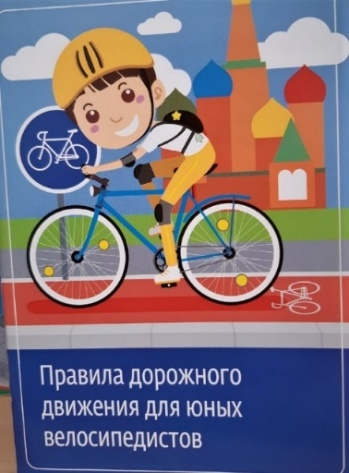 Правила дорожного
движения для юных
велосипедистов